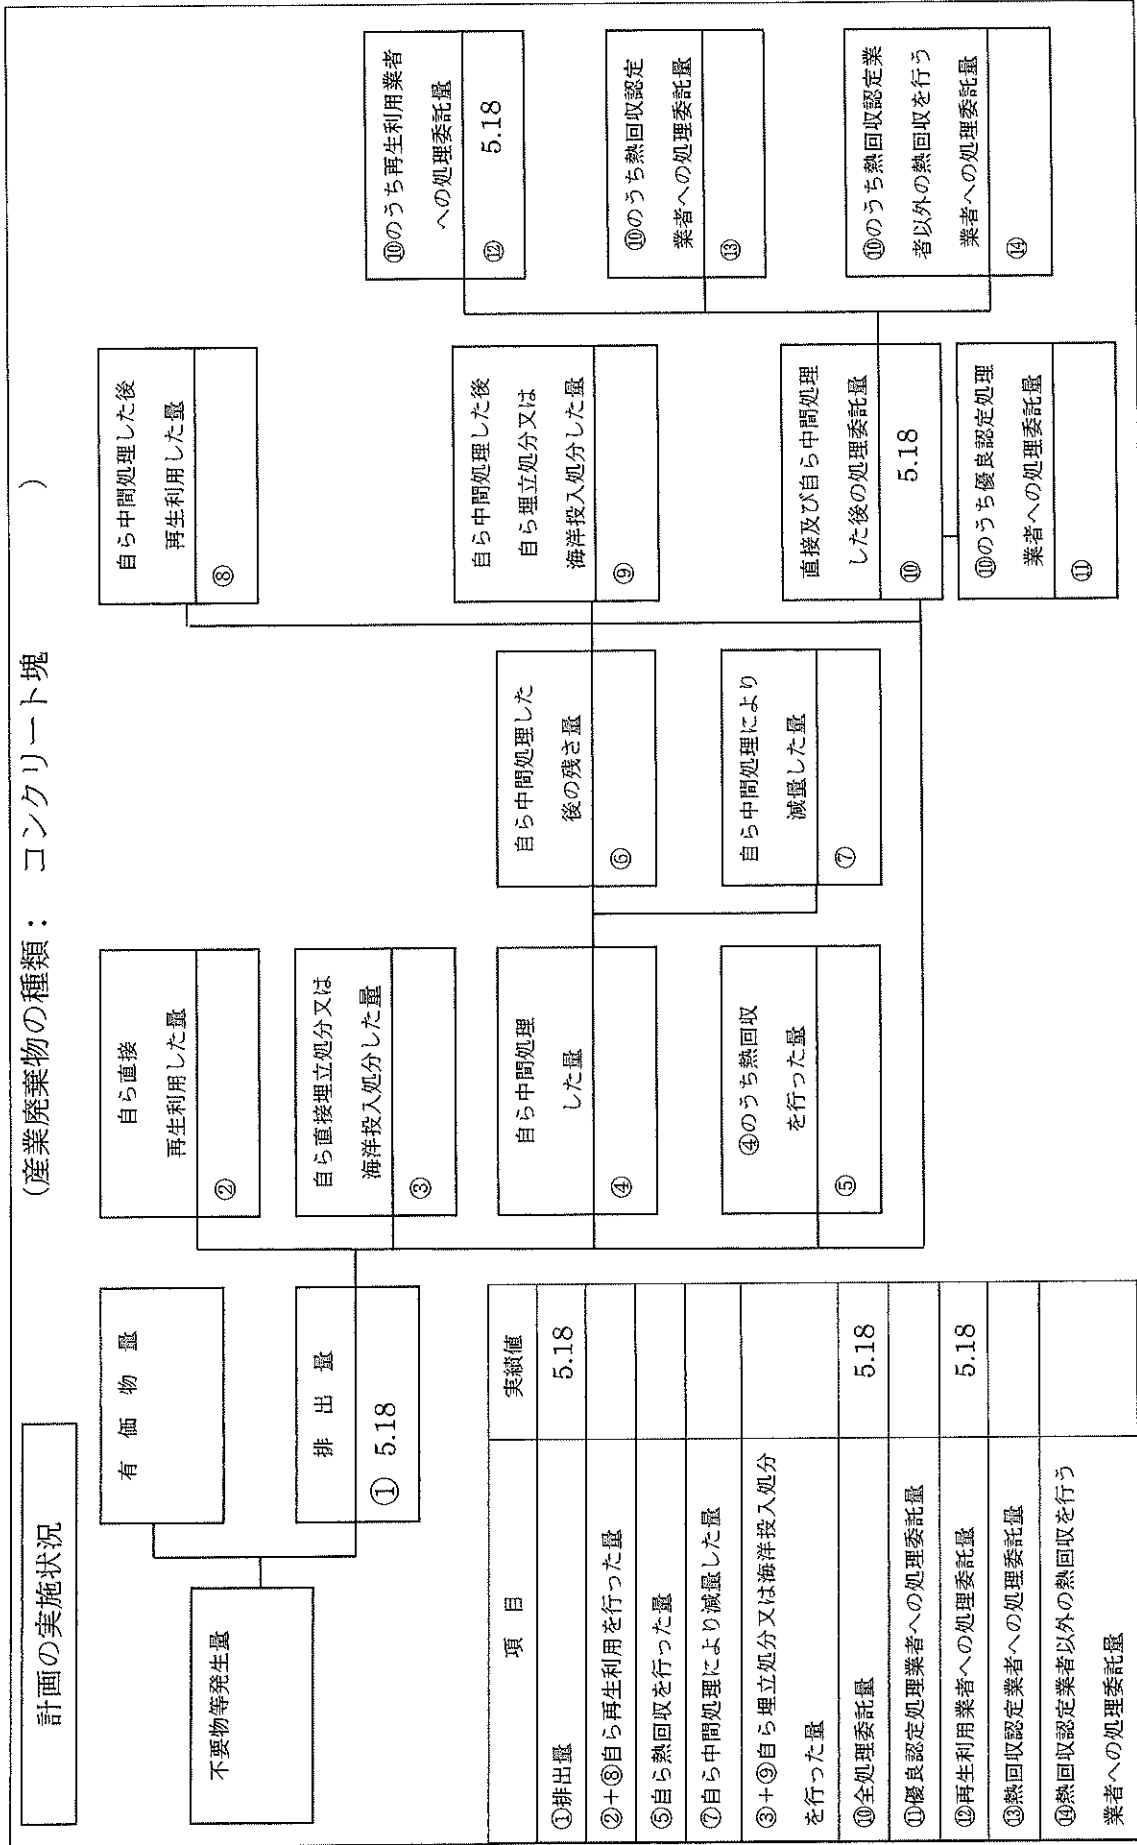 計画の実施状況
(産業廃棄物の種類： コンクリート塊 )
不要物等発生量
有 価 物 量
排 出 量
① 5.18
自ら直接
再生利用した量
②
自ら直接埋立処分又は
海洋投入処分した量
③
自ら中間処理
した量
④
④のうち熱回収
を行った量
⑤
自ら中間処理した
後の残さ量
⑥
自ら中間処理により
減量した量
⑦
自ら中間処理した後
再生利用した量
⑧
自ら中間処理した後
自ら埋立処分又は
海洋投入処分した量
⑨
直接及び自ら中間処理
した後の処理委託量
⑩ 5.18
⑩のうち優良認定処理
業者への処理委託量
⑪
⑩のうち再生利用業者
への処理委託量
⑫ 5.18
⑩のうち熱回収認定
業者への処理委託量
⑬
⑩のうち熱回収認定業
者以外の熱回収を行う
業者への処理委託量
⑭
項 目 実績値
①排出量 5.18
②+⑧自ら再生利用を行った量
⑤自ら熱回収を行った量
⑦自ら中間処理により減量した量
③+⑨自ら埋立処分又は海洋投入処分
を行った量
⑩全処理委託量 5.18
⑪優良認定処理業者への処理委託量
⑫再生利用業者への処理委託量 5.18
⑬熱回収認定業者への処理委託量
⑭熱回収認定業者以外の熱回収を行う
業者への処理委託量